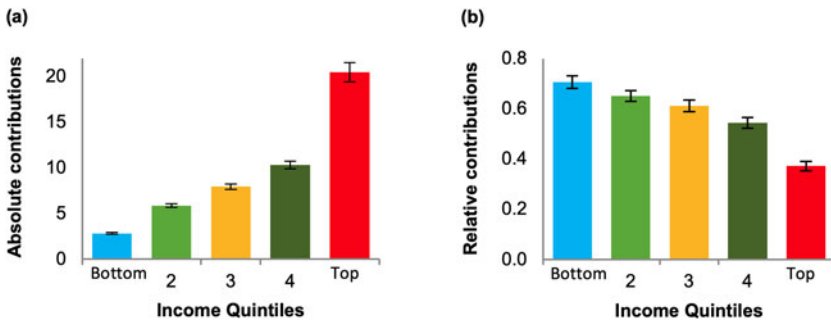 (a)
Absolute contributions
20
15
10
5
0
Bottom 2 3 4 Top
Income Quintiles
(b)
Relative contributions
0.8
0.6
0.4
0.2
0.0
Bottom 2 3 4 Top
Income Quintiles